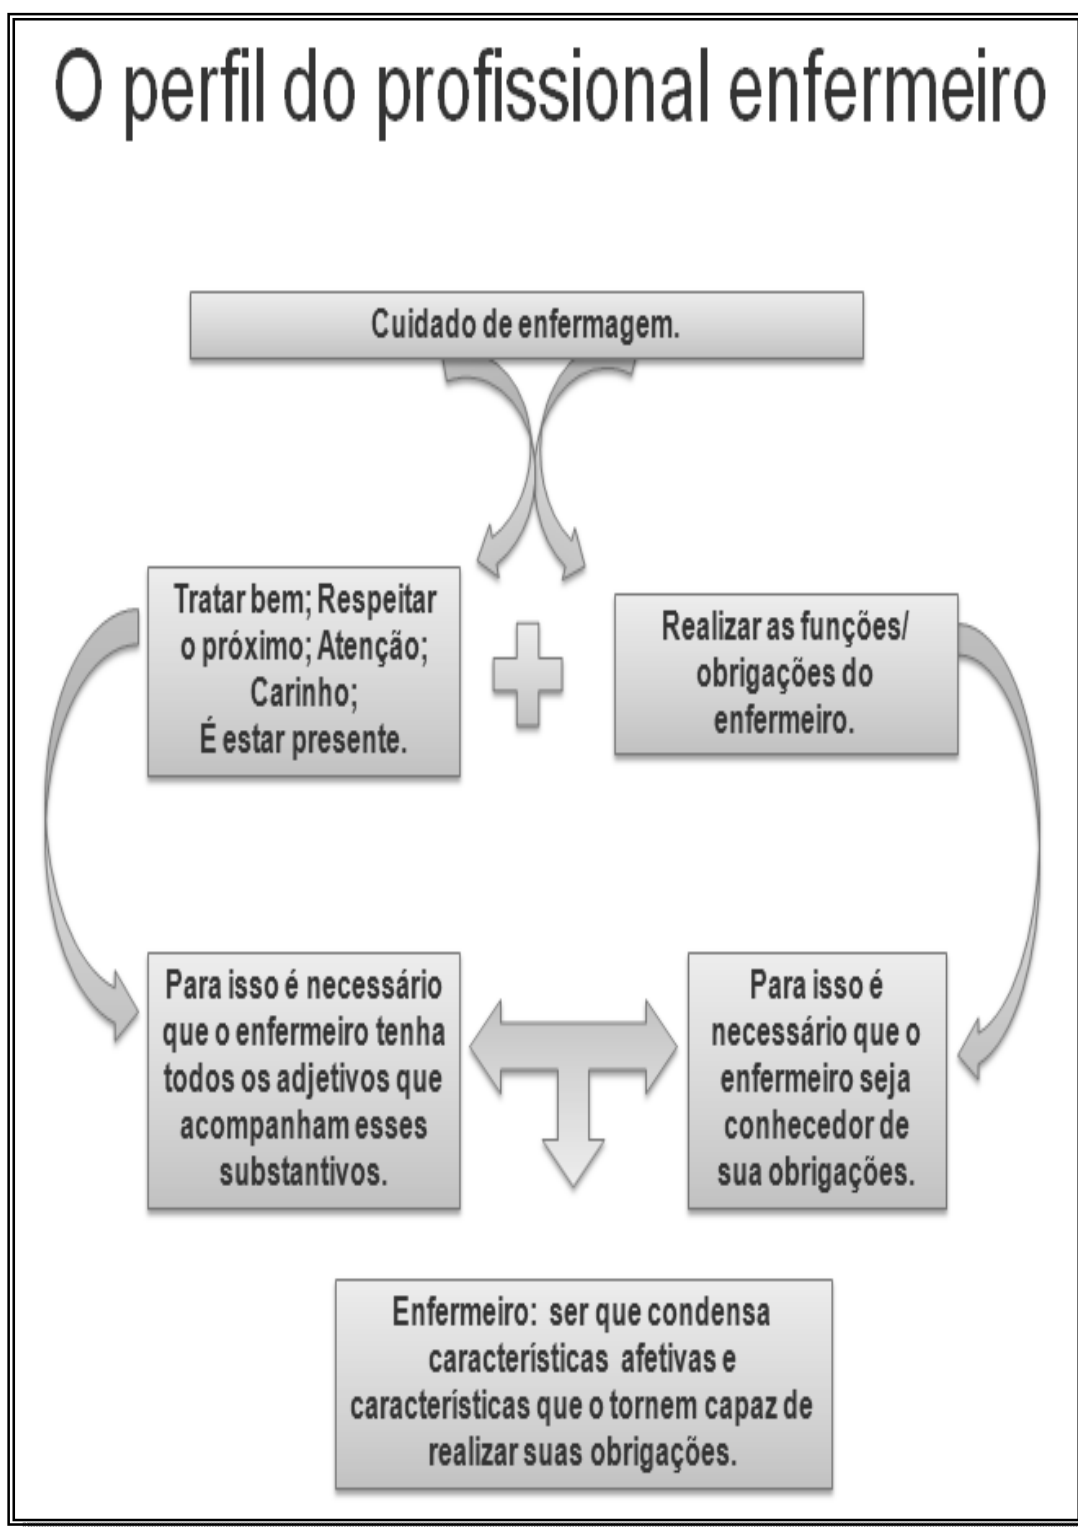 O perfil do profissional enfermeiro
Cuidado de enfermagem.
Tratar bem; Respeitar
o próximo; Atenção;
Carinho;
É estar presente.
Realizar as funções/
obrigações do
enfermeiro.
Para isso é necessário
que o enfermeiro tenha
todos os adjetivos que
acompanham esses
substantivos.
Para isso é
necessário que o
enfermeiro seja
conhecedor de
sua obrigações.
Enfermeiro: ser que condensa
características afetivas e
características que o tornem capaz de
realizar suas obrigações.